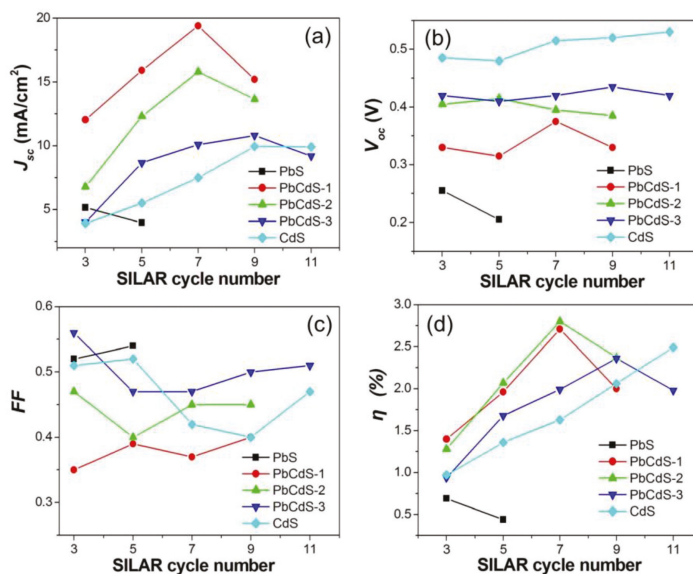 20
15
10
5
J_sc (mA/cm²)
(a)
PbS
PbCdS-1
PbCdS-2
PbCdS-3
CdS
3 5 7 9 11
SILAR cycle number
0.5
0.4
0.3
0.2
V_oc (V)
(b)
PbS
PbCdS-1
PbCdS-2
PbCdS-3
CdS
3 5 7 9 11
SILAR cycle number
0.6
0.5
0.4
0.3
FF
(c)
PbS
PbCdS-1
PbCdS-2
PbCdS-3
CdS
3 5 7 9 11
SILAR cycle number
3.0
2.5
2.0
1.5
1.0
0.5
η (%)
(d)
PbS
PbCdS-1
PbCdS-2
PbCdS-3
CdS
3 5 7 9 11
SILAR cycle number